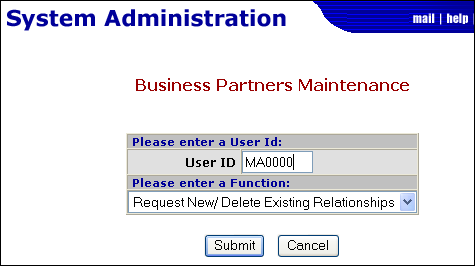 System Administration
mail | help |
Business Partners Maintenance
Please enter a User Id:
User ID MA0000
Please enter a Function:
Request New/ Delete Existing Relationships
Submit Cancel